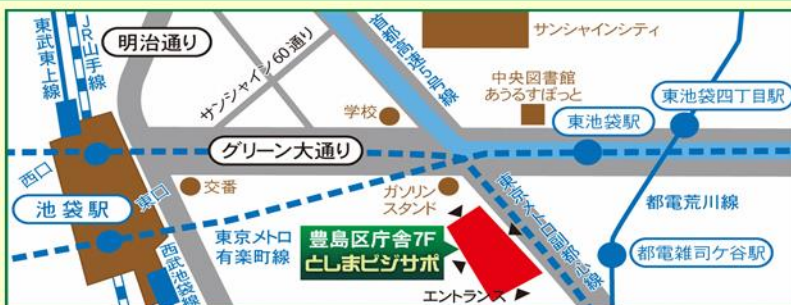 東武東上線
JR山手線
明治通り
サンシャイン60通り
首都高速5号線
サンシャインシティ
中央図書館
あうるすぽっと
学校
東池袋駅
東池袋四丁目駅
グリーン大通り
西口
東口
池袋駅
交番
ガソリン
スタンド
東京メトロ
有楽町線
西武池袋線
豊島区庁舎7F
としまビジサポ
エントランス
東京メトロ副都心線
都電荒川線
都電雑司ケ谷駅